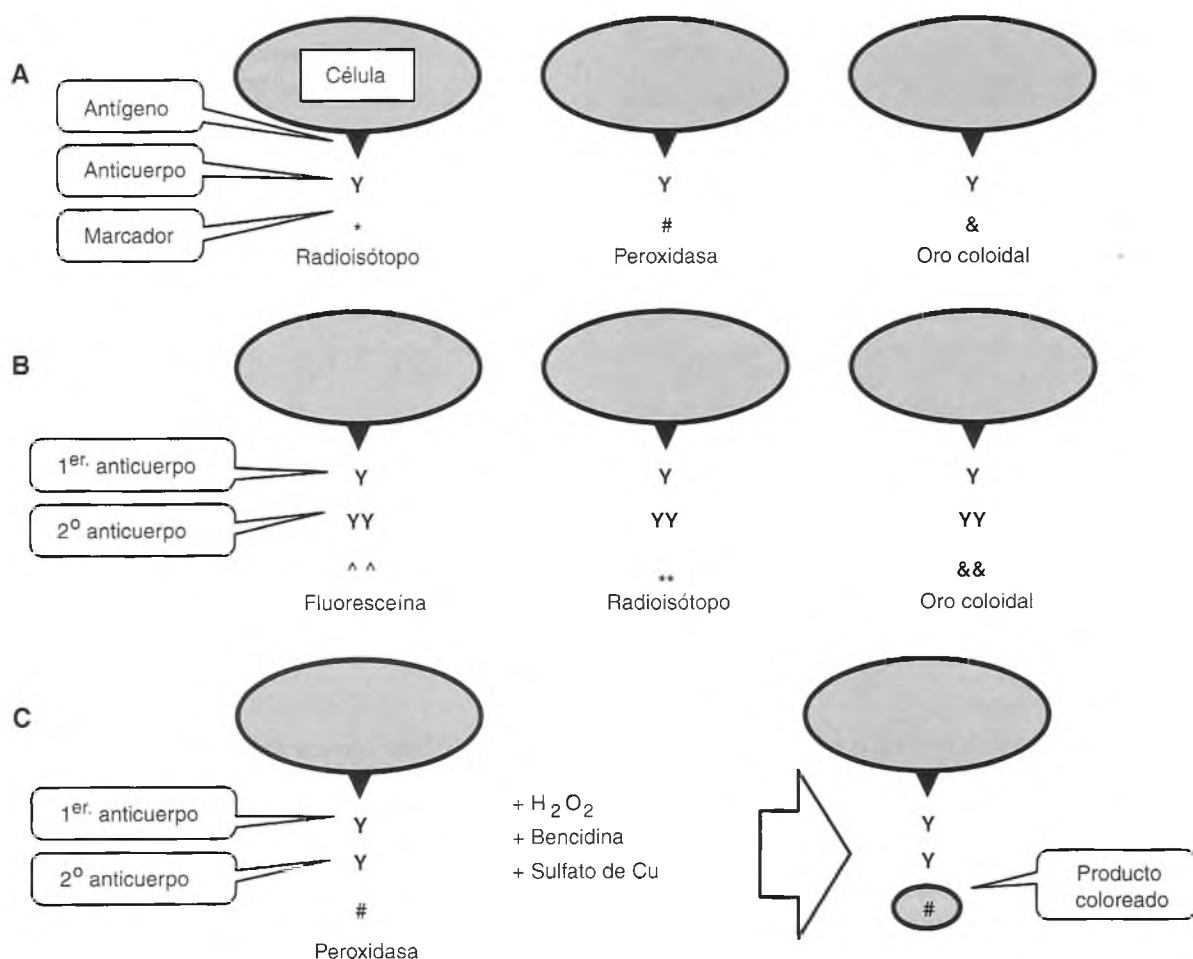 A
Célula
Antígeno
Anticuerpo
Marcador
Y Y Y
* # &
Radioisótopo Peroxidasa Oro coloidal
B
1er. anticuerpo
2º anticuerpo
Y Y Y
YY YY YY
^ ^ ** &&
Fluoresceína Radioisótopo Oro coloidal
C
1er. anticuerpo
2º anticuerpo
Y
Y
#
Peroxidasa
+ H2O2
+ Bencidina
+ Sulfato de Cu
Y
Y
#
Producto
coloreado